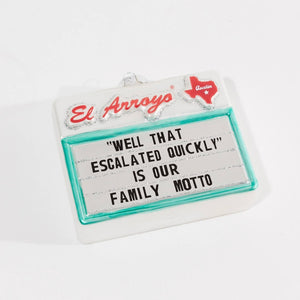 El Arroyo®
Austin
"WELL THAT
ESCALATED QUICKLY"
IS OUR
FAMILY MOTTO